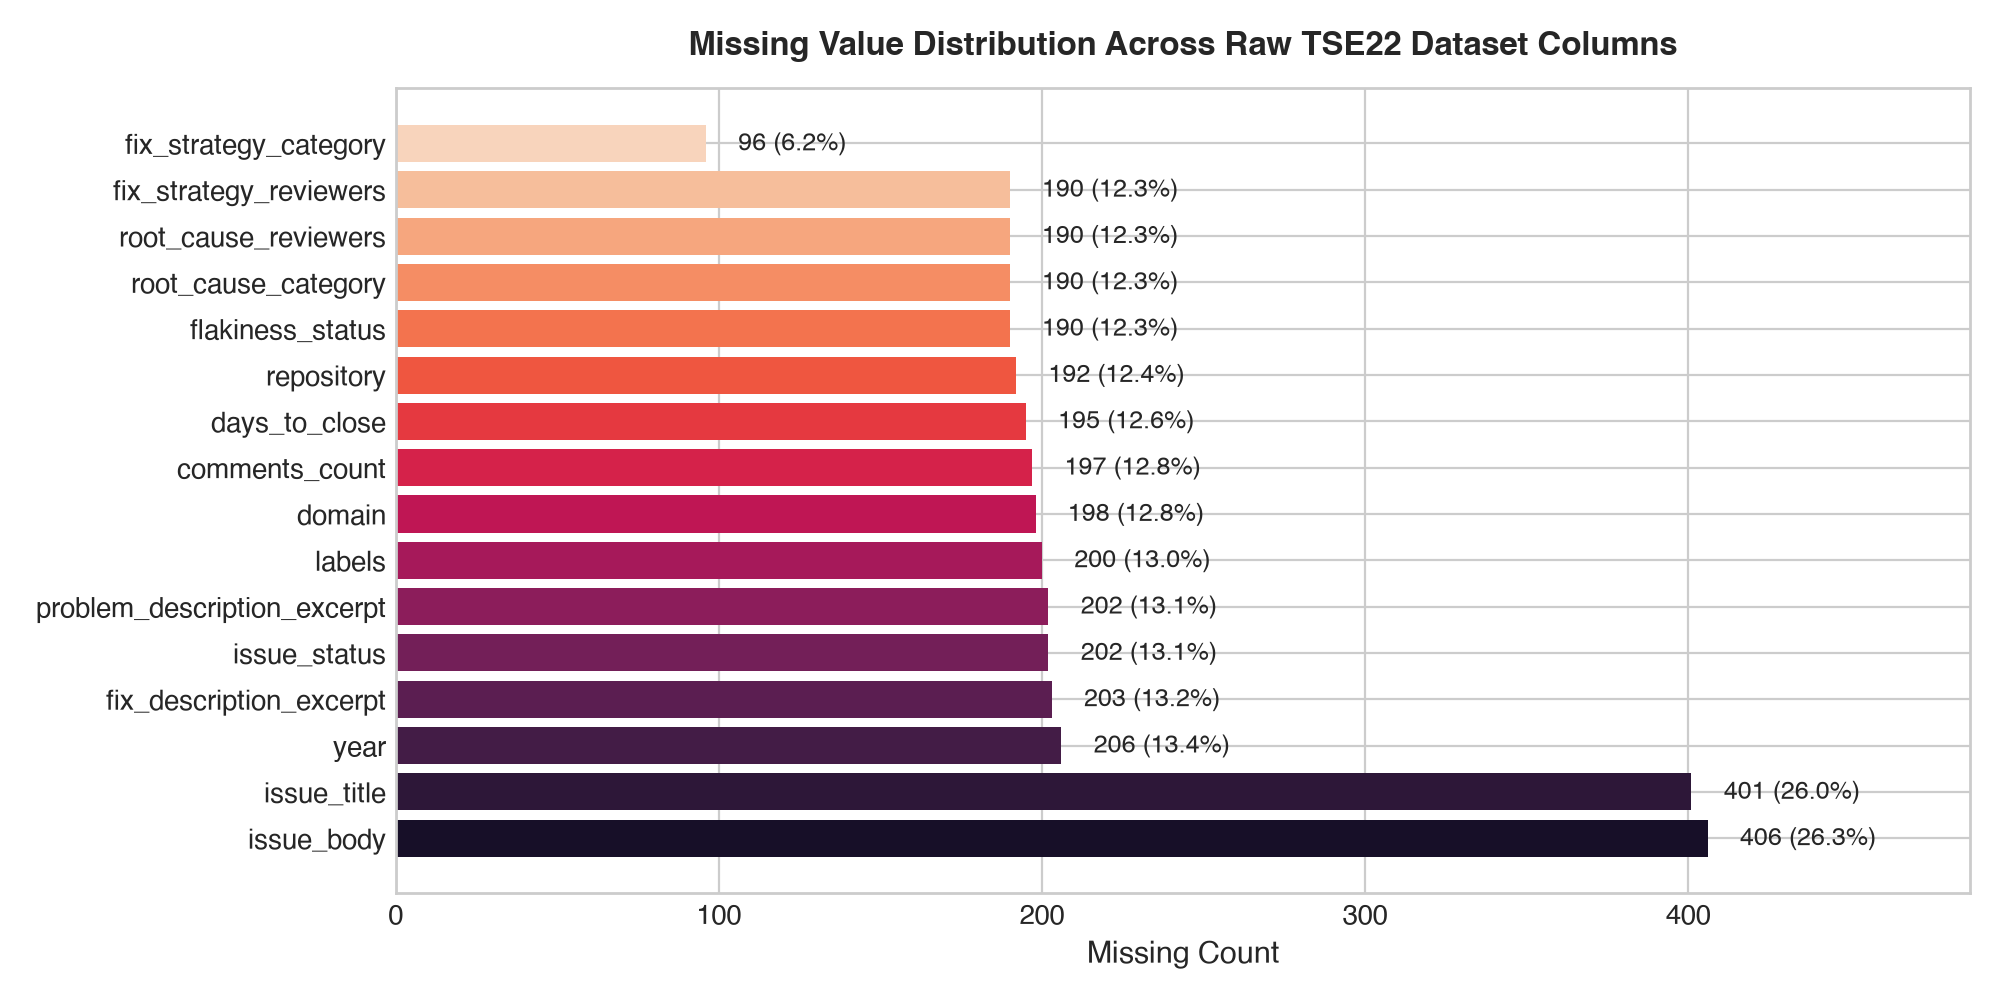 Missing Value Distribution Across Raw TSE22 Dataset Columns
fix_strategy_category 96 (6.2%)
fix_strategy_reviewers 190 (12.3%)
root_cause_reviewers 190 (12.3%)
root_cause_category 190 (12.3%)
flakiness_status 190 (12.3%)
repository 192 (12.4%)
days_to_close 195 (12.6%)
comments_count 197 (12.8%)
domain 198 (12.8%)
labels 200 (13.0%)
problem_description_excerpt 202 (13.1%)
issue_status 202 (13.1%)
fix_description_excerpt 203 (13.2%)
year 206 (13.4%)
issue_title 401 (26.0%)
issue_body 406 (26.3%)
0 100 200 300 400
Missing Count